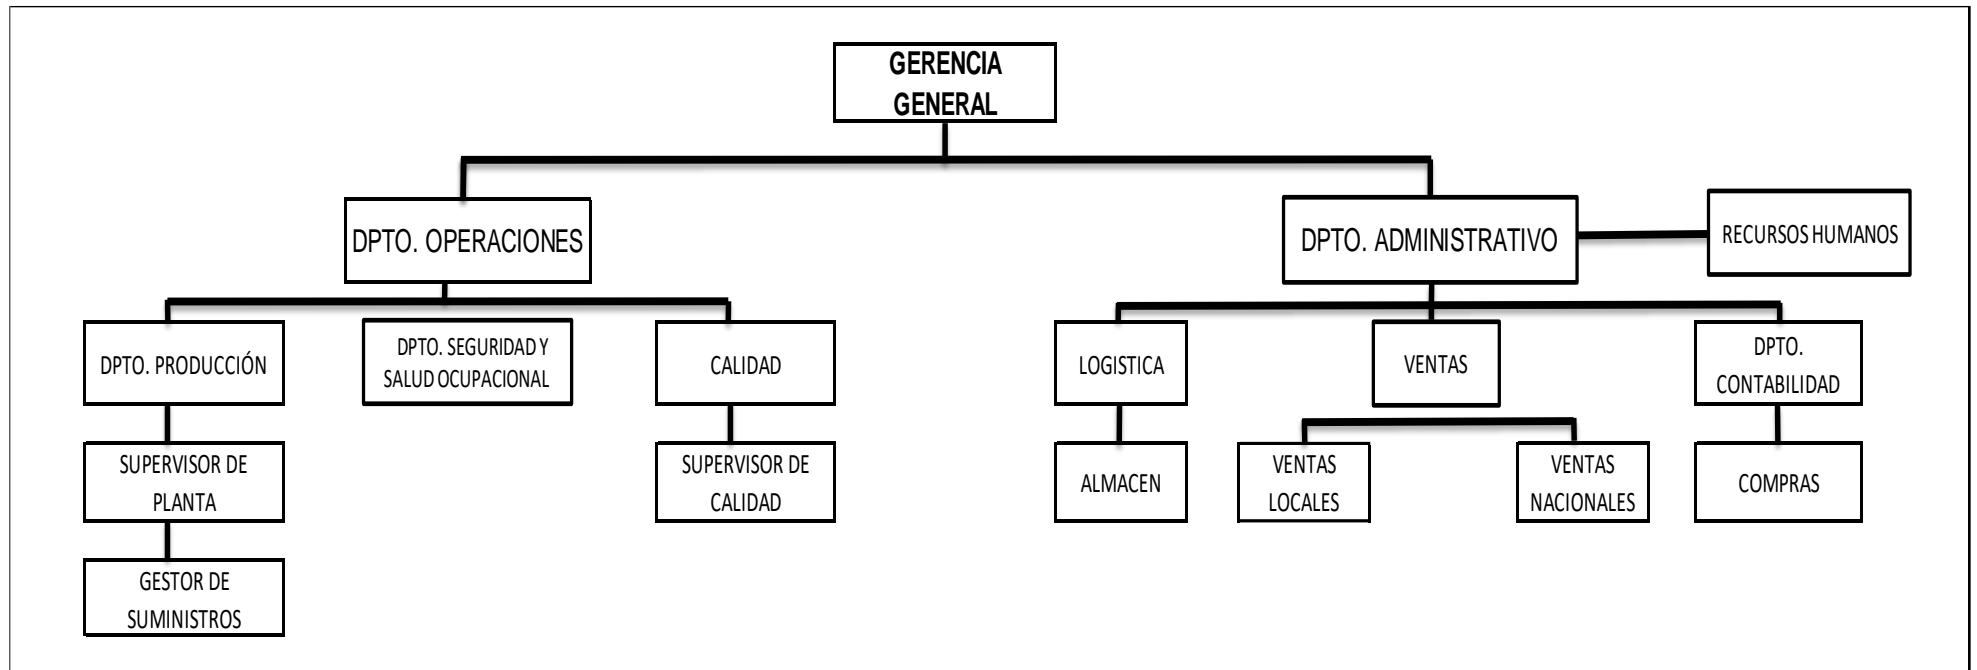 GERENCIA
GENERAL
DPTO. OPERACIONES
DPTO. ADMINISTRATIVO
RECURSOS HUMANOS
DPTO. PRODUCCIÓN
DPTO. SEGURIDAD Y
SALUD OCUPACIONAL
CALIDAD
LOGISTICA
VENTAS
DPTO.
CONTABILIDAD
SUPERVISOR DE
PLANTA
SUPERVISOR DE
CALIDAD
ALMACEN
VENTAS
LOCALES
VENTAS
NACIONALES
COMPRAS
GESTOR DE
SUMINISTROS